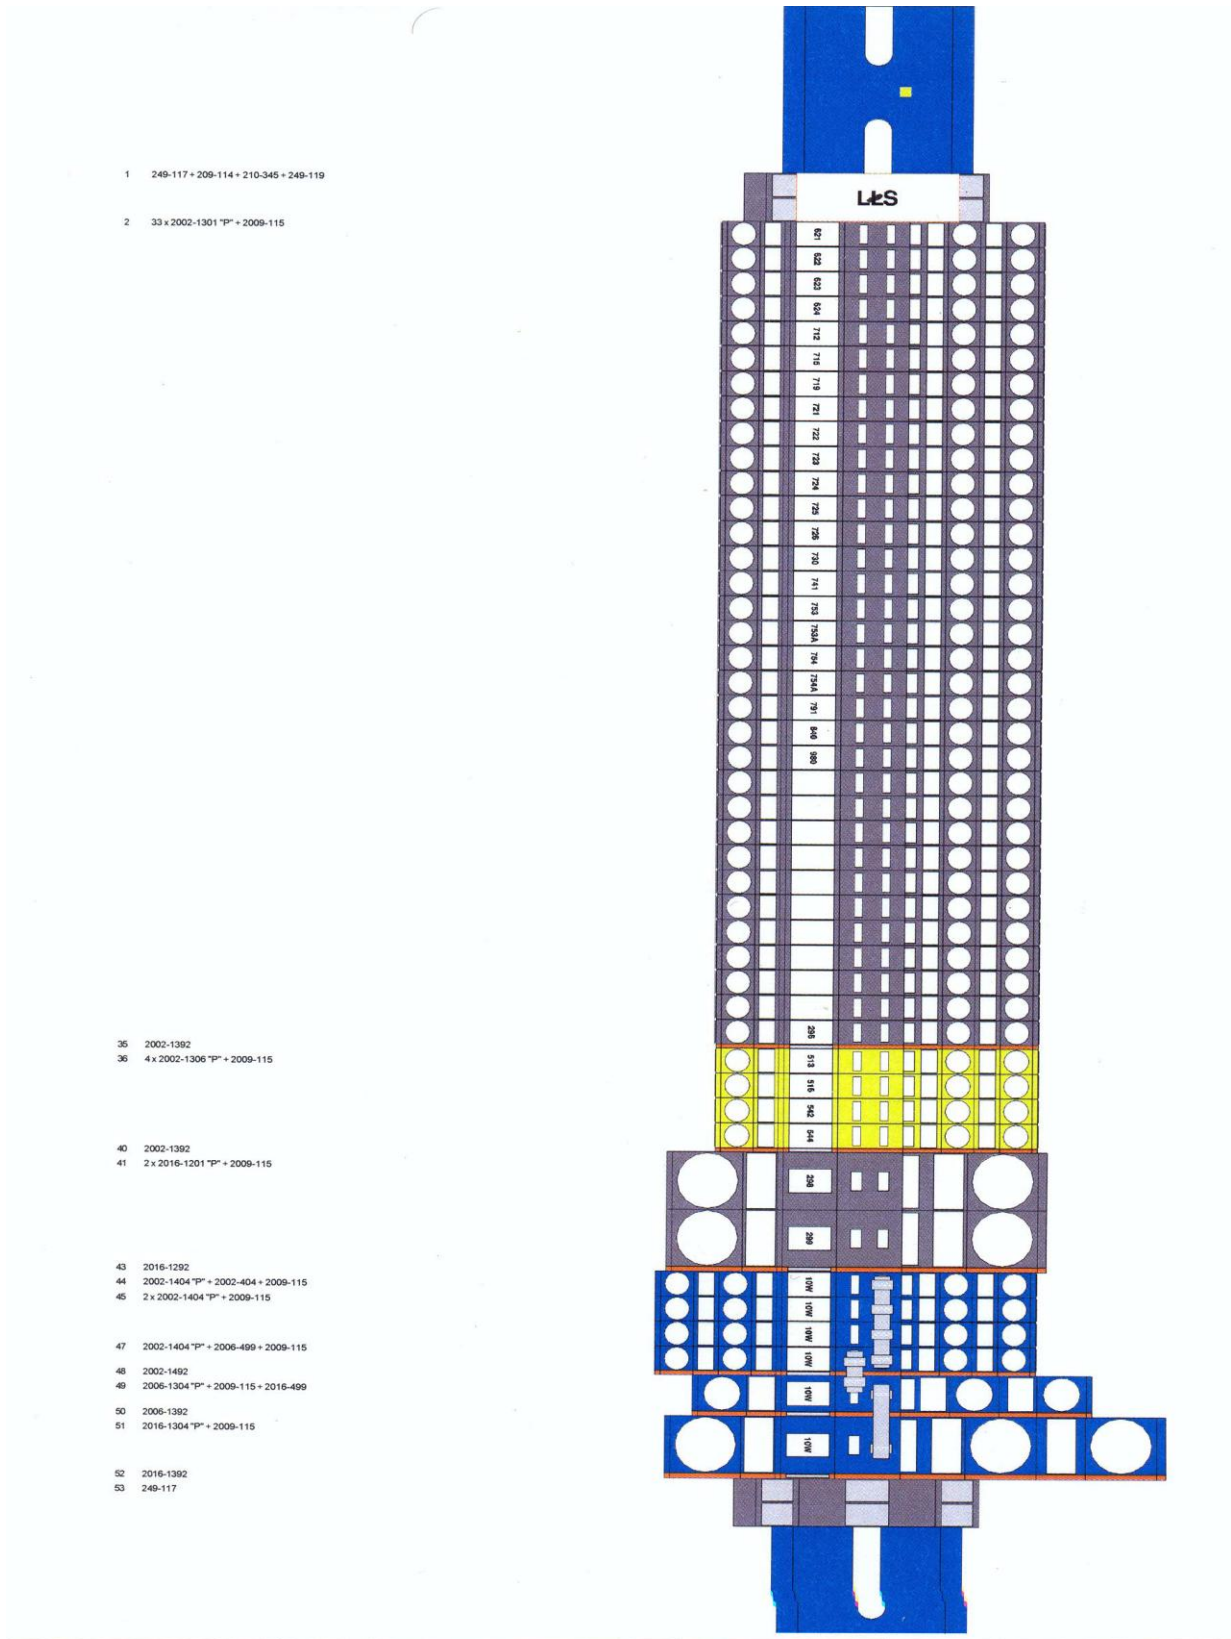 LŁS
1 249-117 + 209-114 + 210-345 + 249-119
2 33 x 2002-1301 "P" + 2009-115
621
622
623
624
712
715
719
721
722
723
724
725
726
730
741
753
753A
754
754A
791
840
980
296
35 2002-1392
36 4 x 2002-1306 "P" + 2009-115
513
516
542
544
40 2002-1392
41 2 x 2016-1201 "P" + 2009-115
298
299
43 2016-1292
44 2002-1404 "P" + 2002-404 + 2009-115
45 2 x 2002-1404 "P" + 2009-115
10W
10W
10W
47 2002-1404 "P" + 2006-499 + 2009-115
10W
48 2002-1492
49 2006-1304 "P" + 2009-115 + 2016-499
10W
50 2006-1392
51 2016-1304 "P" + 2009-115
10W
52 2016-1392
53 249-117